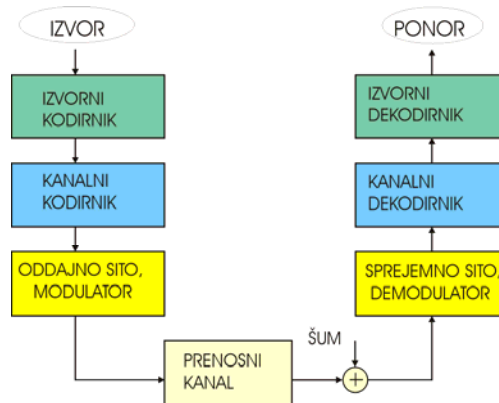 IZVOR
IZVORNI
KODIRNIK
KANALNI
KODIRNIK
ODDAJNO SITO,
MODULATOR
PRENOSNI
KANAL
ŠUM
+
SPREJEMNO SITO,
DEMODULATOR
KANALNI
DEKODIRNIK
IZVORNI
DEKODIRNIK
PONOR